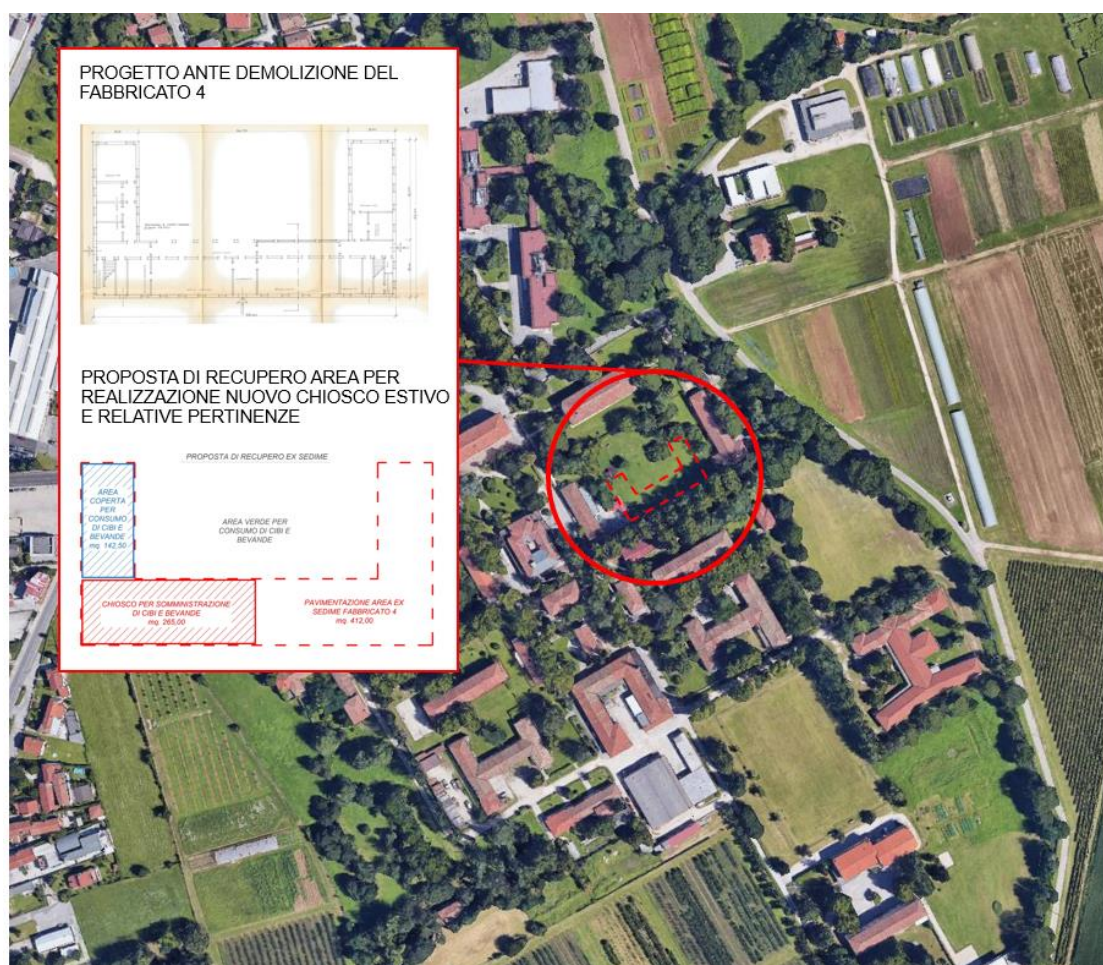 PROGETTO ANTE DEMOLIZIONE DEL
FABBRICATO 4
PROPOSTA DI RECUPERO AREA PER
REALIZZAZIONE NUOVO CHIOSCO ESTIVO
E RELATIVE PERTINENZE
PROPOSTA DI RECUPERO EX SEDIME
AREA
COPERTA
PER
CONSUMO
DI CIBI E
BEVANDE
mq. 142,50
AREA VERDE PER
CONSUMO DI CIBI E
BEVANDE
CHIOSCO PER SOMMINISTRAZIONE
DI CIBI E BEVANDE
mq. 265,00
PAVIMENTAZIONE AREA EX
SEDIME FABBRICATO 4
mq. 412,00